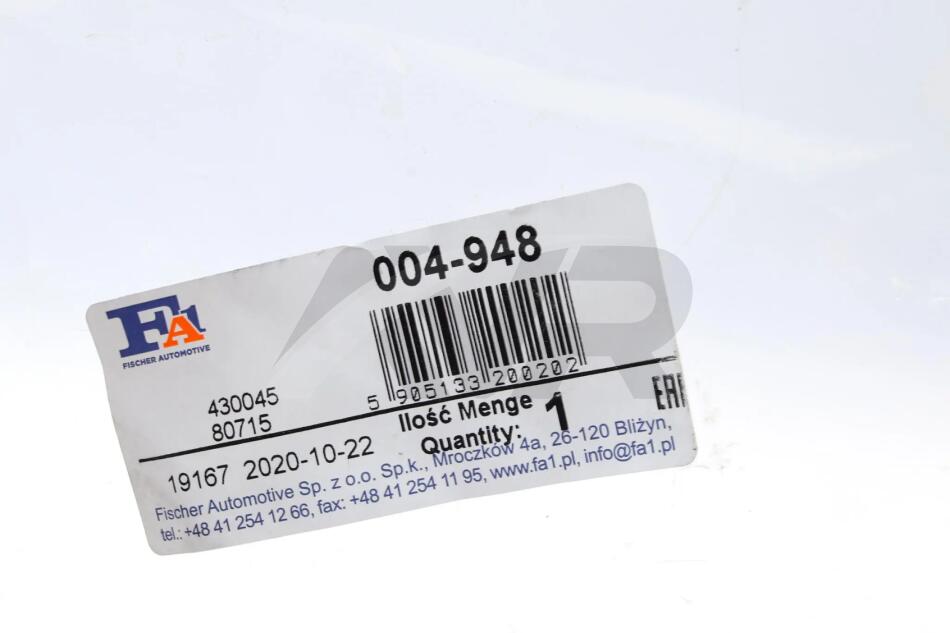 004-948
FA1
FISCHER AUTOMOTIVE
5 905133 200202
430045
80715
Ilość Menge
Quantity: 1
EAC
19167 2020-10-22
Fischer Automotive Sp. z o.o. Sp.k., Mroczków 4a, 26-120 Bliżyn,
tel.: +48 41 254 12 66, fax: +48 41 254 11 95, www.fa1.pl, info@fa1.pl